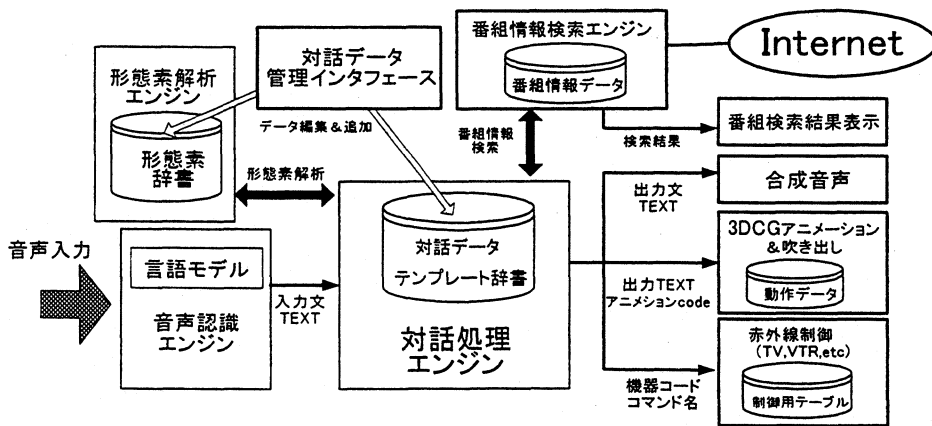 番組情報検索エンジン
番組情報データ
Internet
対話データ
管理インタフェース
形態素解析
エンジン
形態素
辞書
データ編集&追加
番組情報
検索
検索結果
番組検索結果表示
形態素解析
出力文
TEXT
合成音声
音声入力
言語モデル
音声認識
エンジン
入力文
TEXT
対話データ
テンプレート辞書
対話処理
エンジン
出力TEXT
アニメションcode
3DCGアニメーション
&吹き出し
動作データ
機器コード
コマンド名
赤外線制御
(TV,VTR,etc)
制御用テーブル